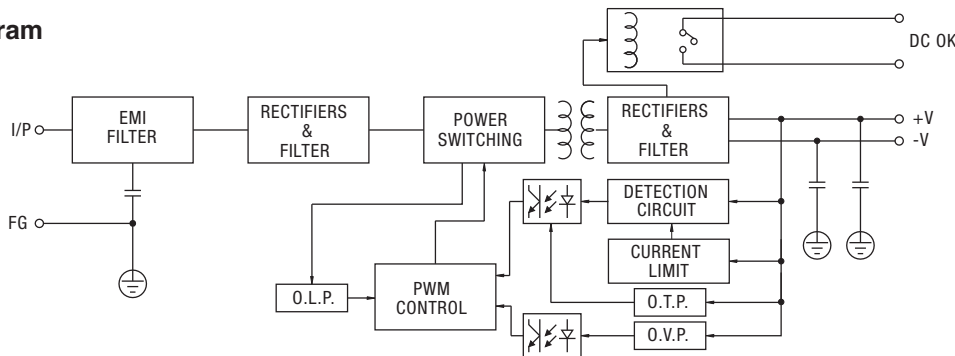 ram
DC OK
I/P
EMI
FILTER
RECTIFIERS
&
FILTER
POWER
SWITCHING
RECTIFIERS
&
FILTER
+V
-V
FG
DETECTION
CIRCUIT
CURRENT
LIMIT
O.L.P.
PWM
CONTROL
O.T.P.
O.V.P.